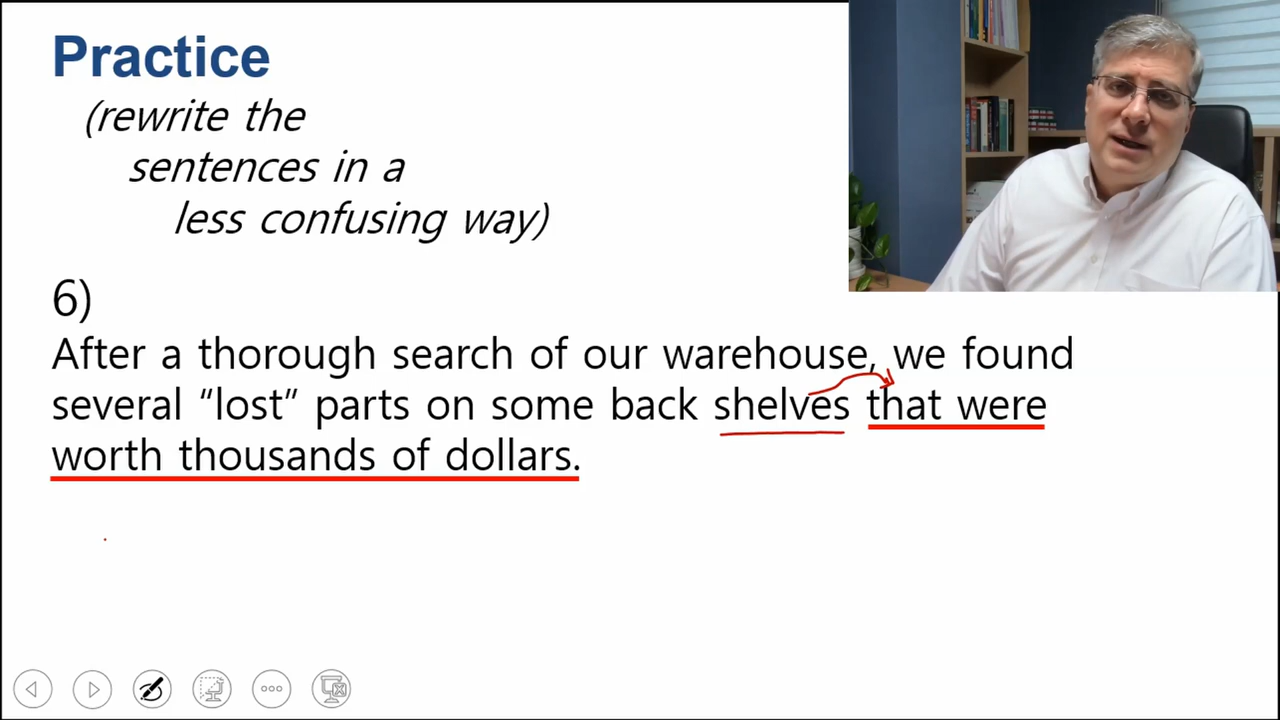 Practice
(rewrite the
sentences in a
less confusing way)
6)
After a thorough search of our warehouse, we found
several “lost” parts on some back shelves that were
worth thousands of dollars.